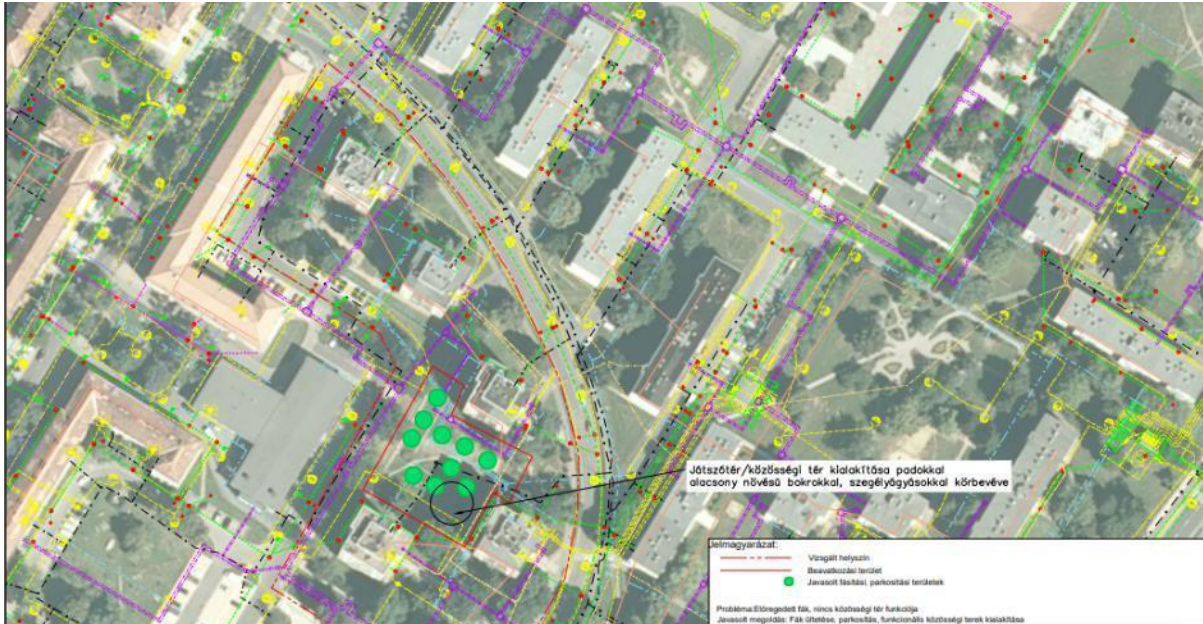 Játszótér/közösségi tér kialakítása padokkal
alacsony növésű bokrokkal, szegélyágyásokkal körbevéve
Jelmagyarázat:
Vizsgált helyszín
Beavatkozási terület
Javasolt fásítási, parkosítási területek
Probléma:Elöregedett fák, nincs közösségi tér funkciója
Javasolt megoldás: Fák ültetése, parkosítás, funkcionális közösségi terek kialakítása